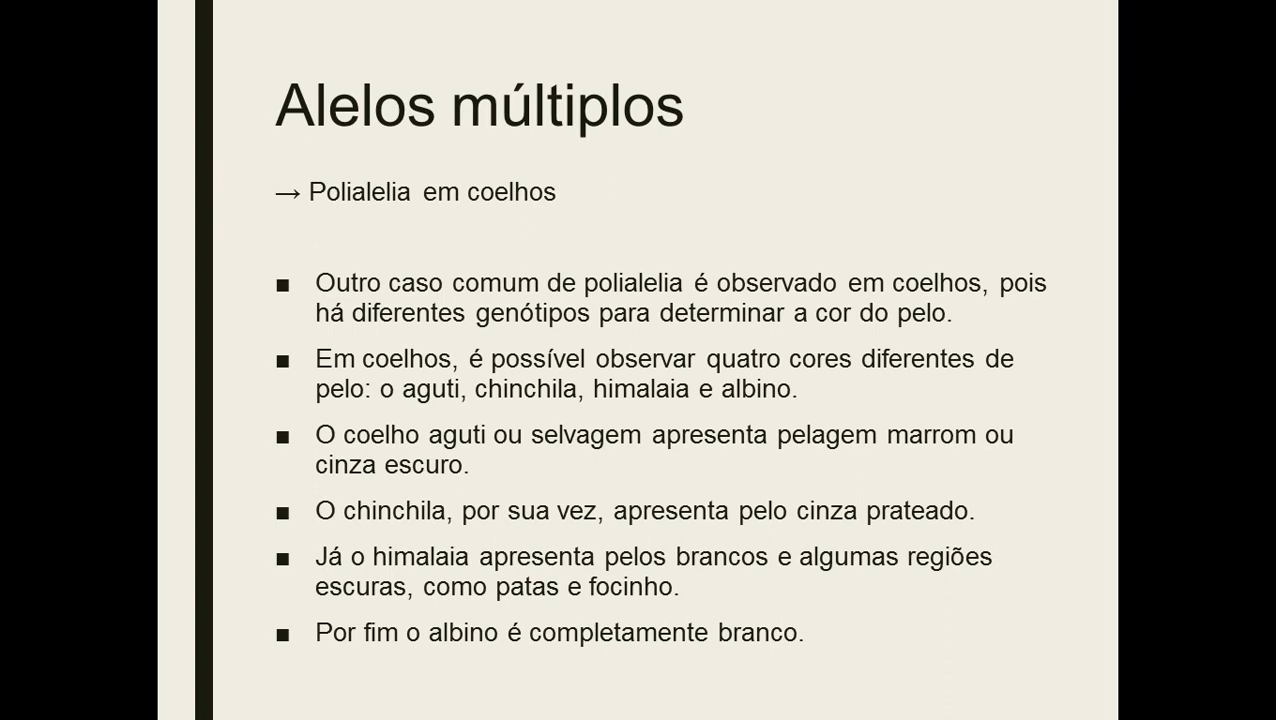 Alelos múltiplos
→ Polialelia em coelhos
■ Outro caso comum de polialelia é observado em coelhos, pois
há diferentes genótipos para determinar a cor do pelo.
■ Em coelhos, é possível observar quatro cores diferentes de
pelo: o aguti, chinchila, himalaia e albino.
■ O coelho aguti ou selvagem apresenta pelagem marrom ou
cinza escuro.
■ O chinchila, por sua vez, apresenta pelo cinza prateado.
■ Já o himalaia apresenta pelos brancos e algumas regiões
escuras, como patas e focinho.
■ Por fim o albino é completamente branco.